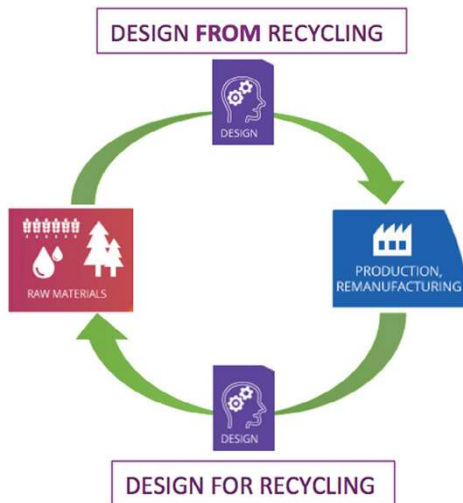 DESIGN FROM RECYCLING
DESIGN
RAW MATERIALS
PRODUCTION,
REMANUFACTURING
DESIGN
DESIGN FOR RECYCLING